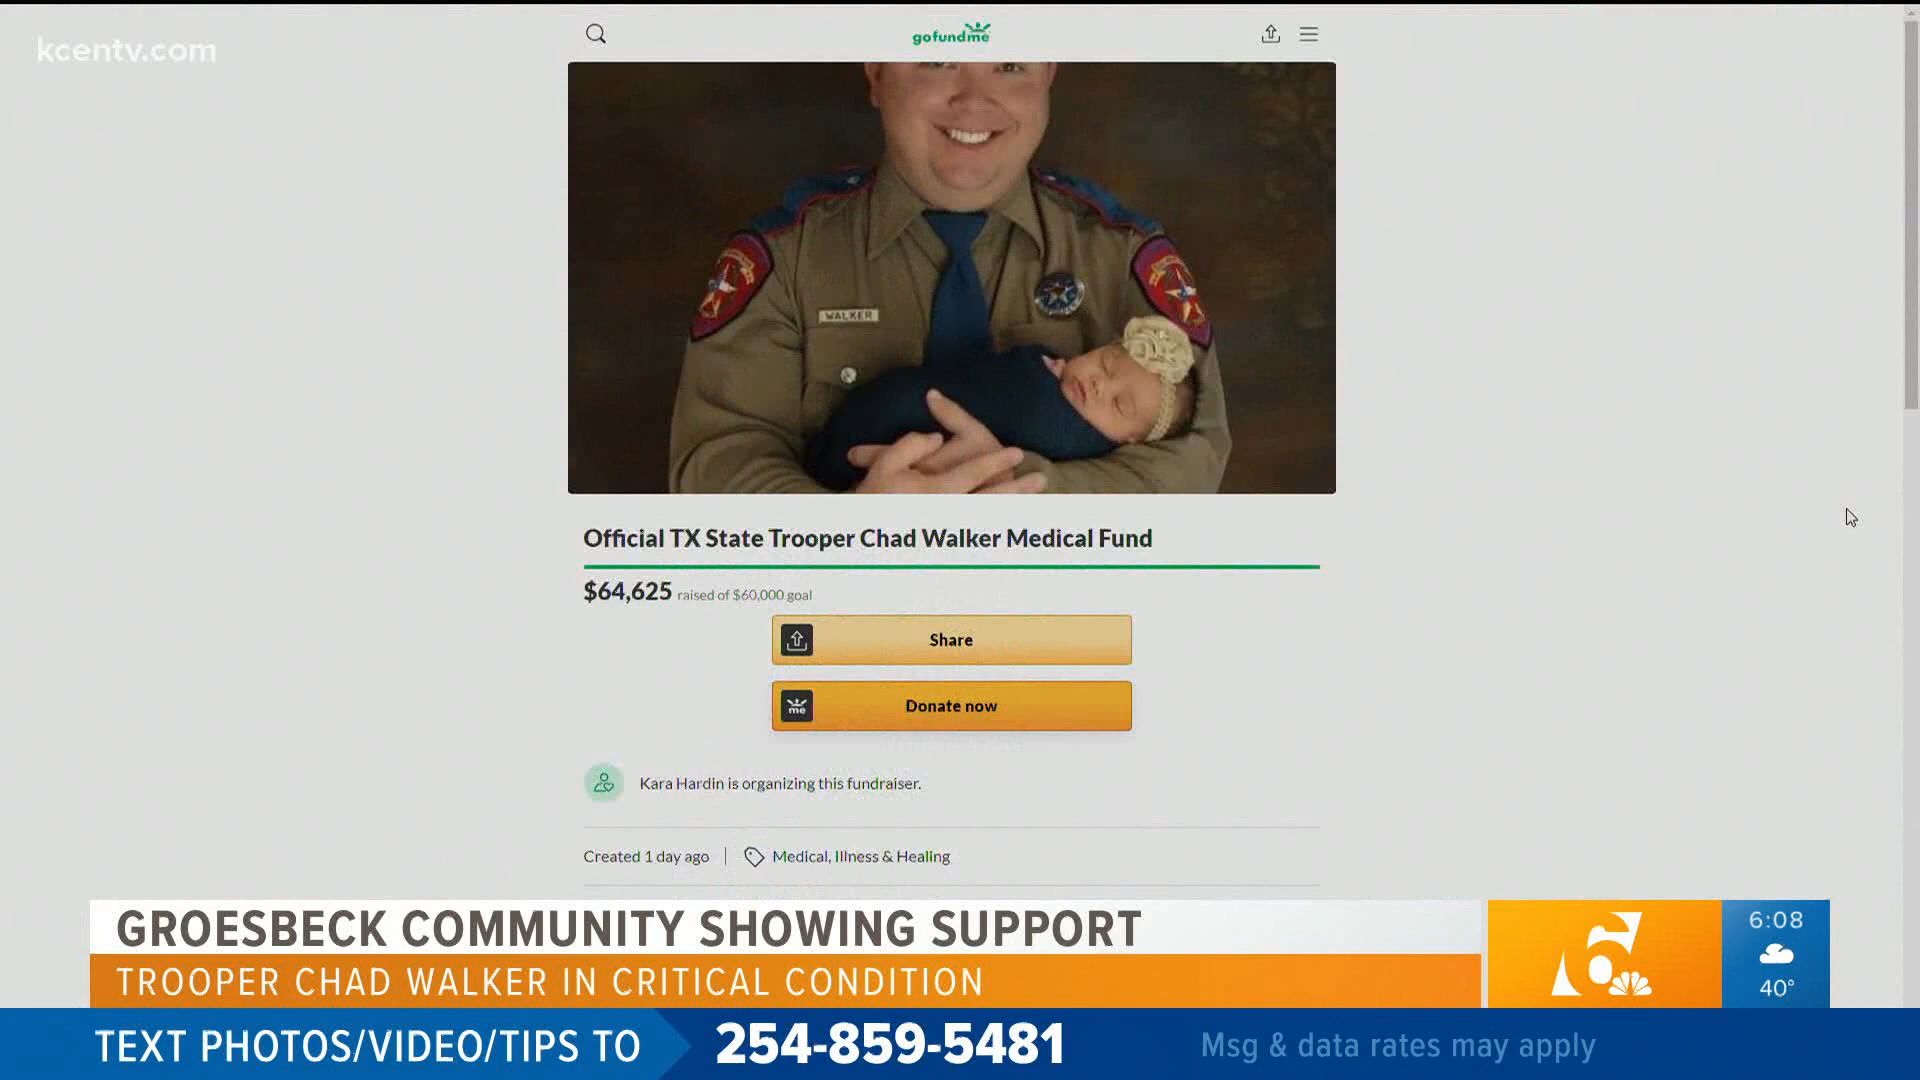 kcentv.com
gofundme
WALKER
Official TX State Trooper Chad Walker Medical Fund
$64,625 raised of $60,000 goal
Share
me
Donate now
Kara Hardin is organizing this fundraiser.
Created 1 day ago
Medical, Illness & Healing
GROESBECK COMMUNITY SHOWING SUPPORT
TROOPER CHAD WALKER IN CRITICAL CONDITION
6
6:08
40°
TEXT PHOTOS/VIDEO/TIPS TO 254-859-5481 Msg & data rates may apply